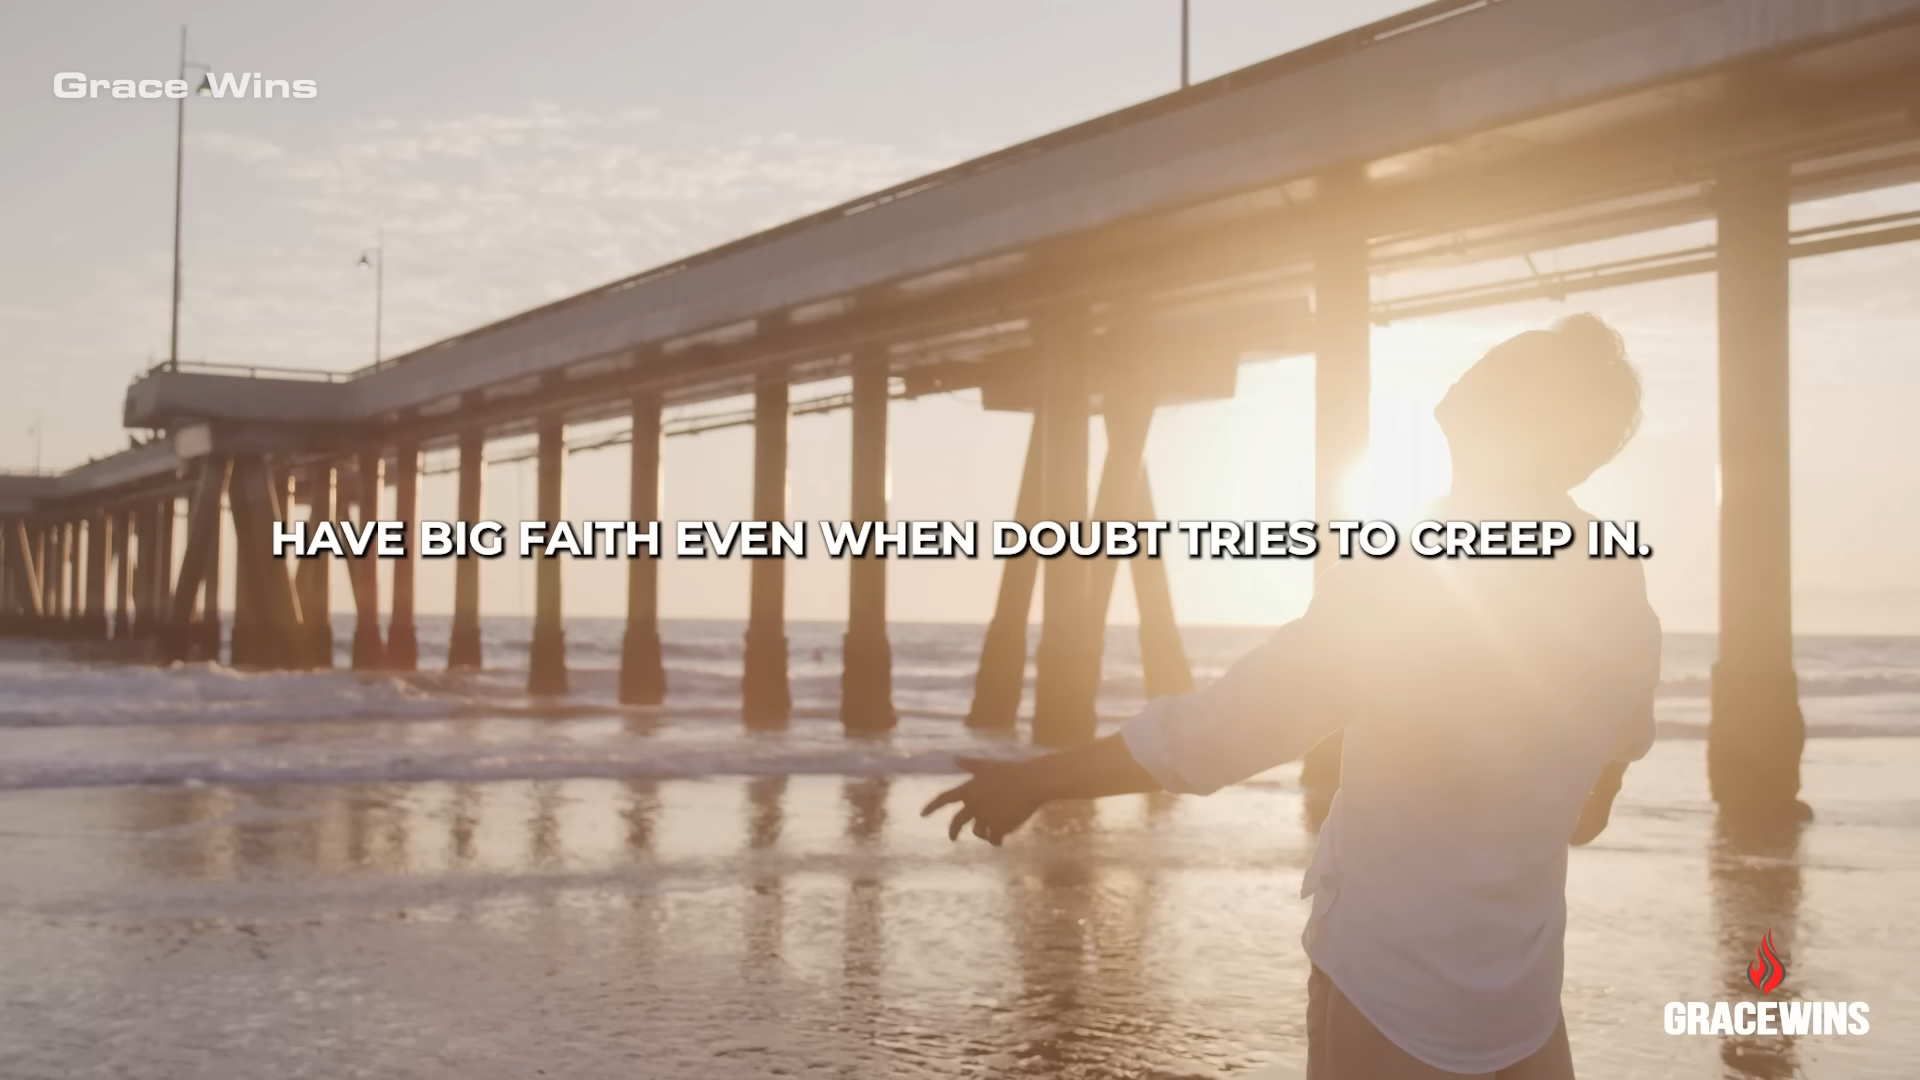 Grace Wins
HAVE BIG FAITH EVEN WHEN DOUBT TRIES TO CREEP IN.
GRACEWINS